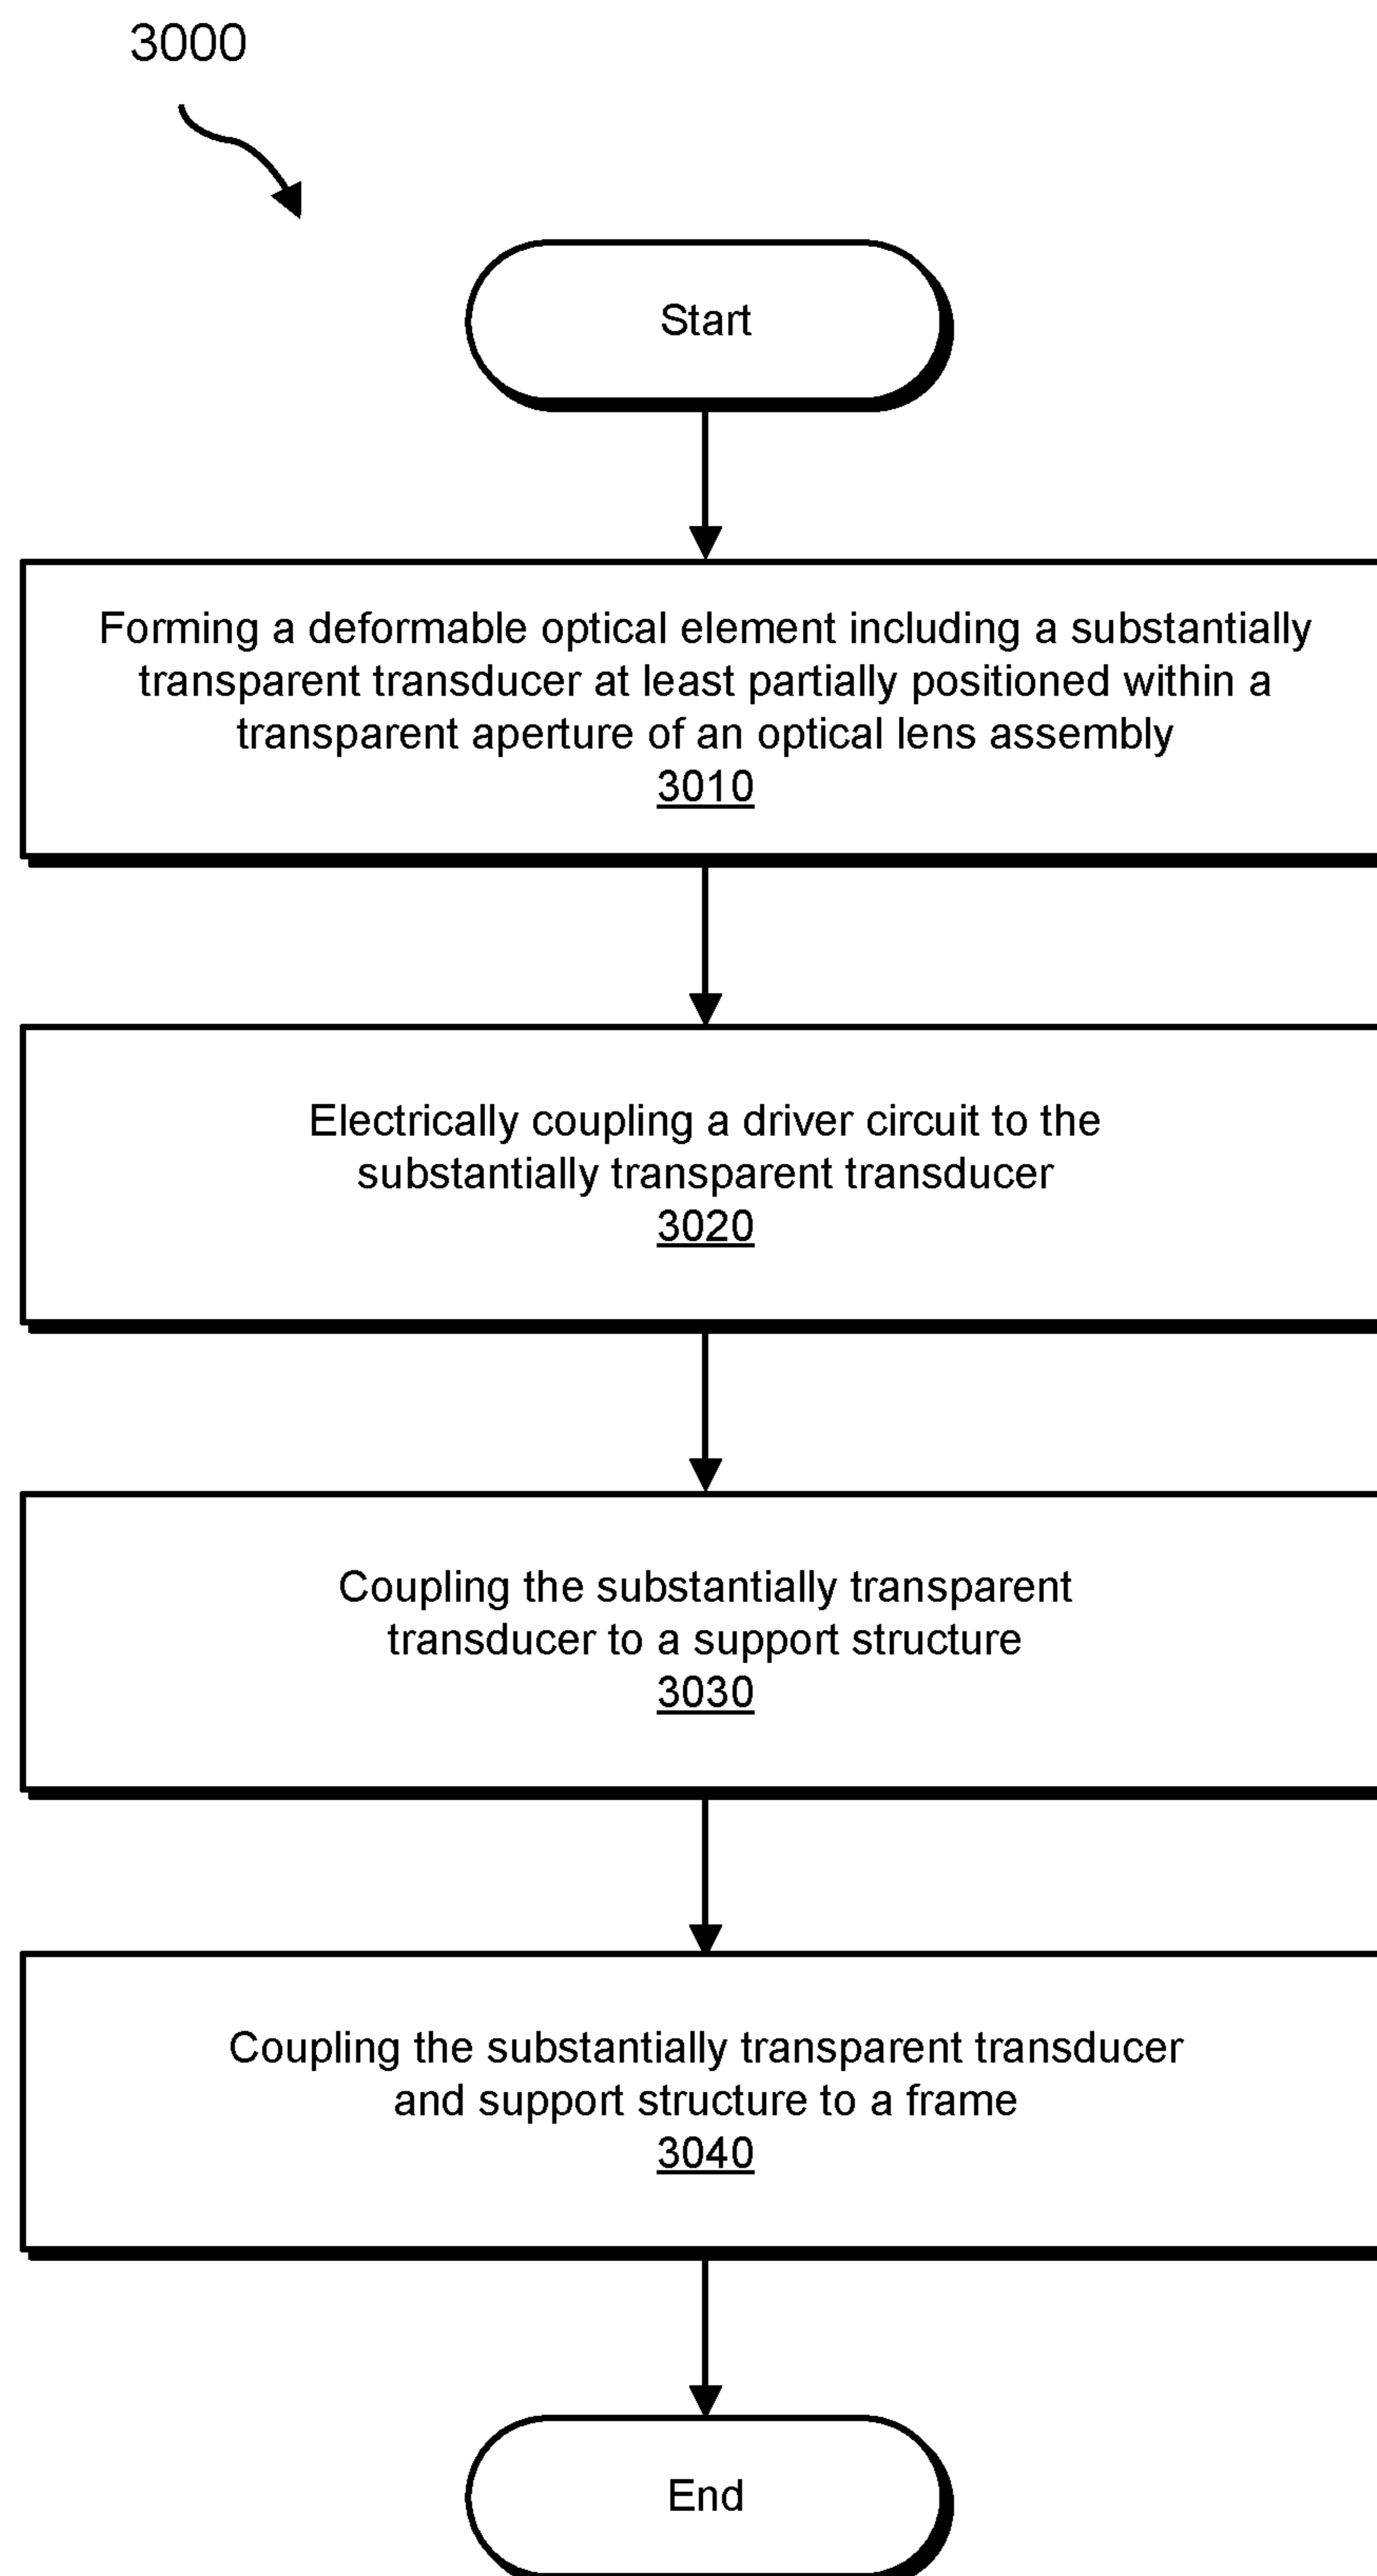 3000
Start
Forming a deformable optical element including a substantially
transparent transducer at least partially positioned within a
transparent aperture of an optical lens assembly
3010
Electrically coupling a driver circuit to the
substantially transparent transducer
3020
Coupling the substantially transparent
transducer to a support structure
3030
Coupling the substantially transparent transducer
and support structure to a frame
3040
End